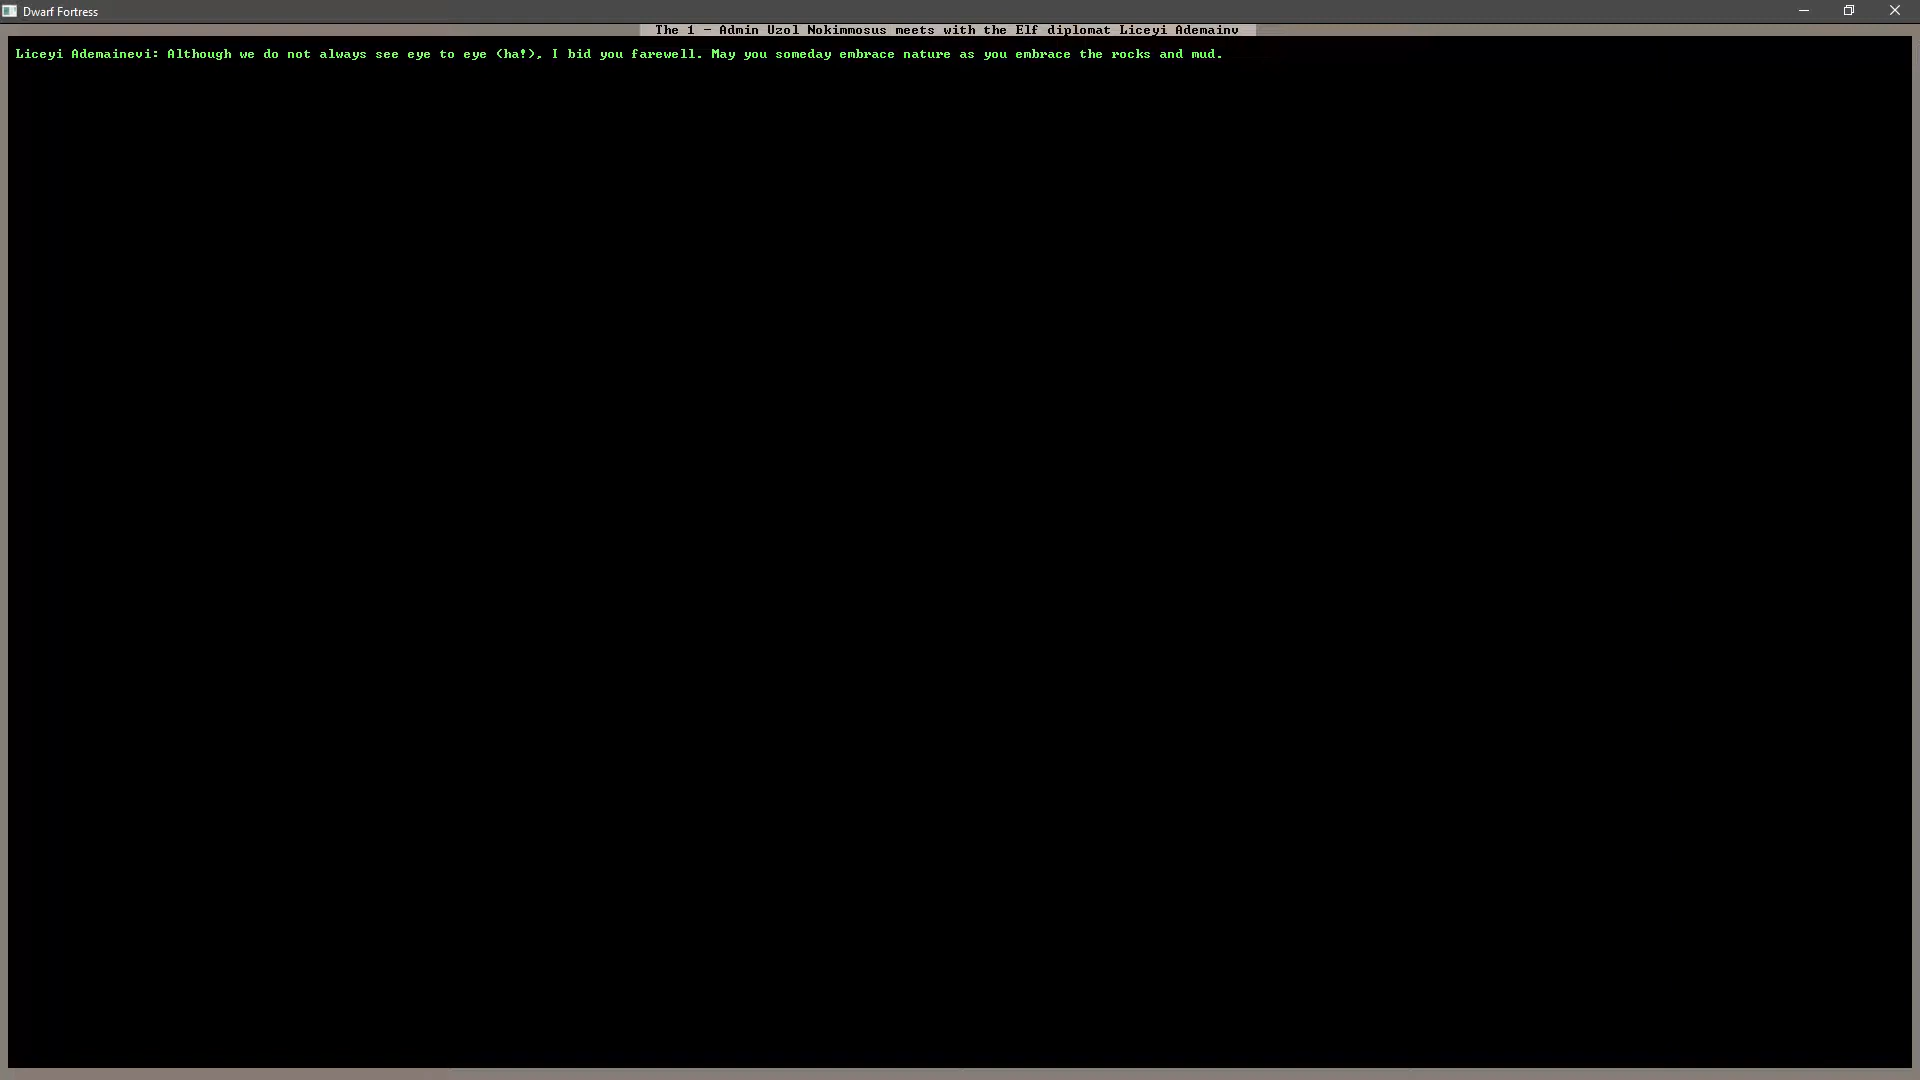 Dwarf Fortress
The 1 - Admin Uzol Nokimmosus meets with the Elf diplomat Liceyi Ademainv
Liceyi Ademainevi: Although we do not always see eye to eye (ha!), I bid you farewell. May you someday embrace nature as you embrace the rocks and mud.